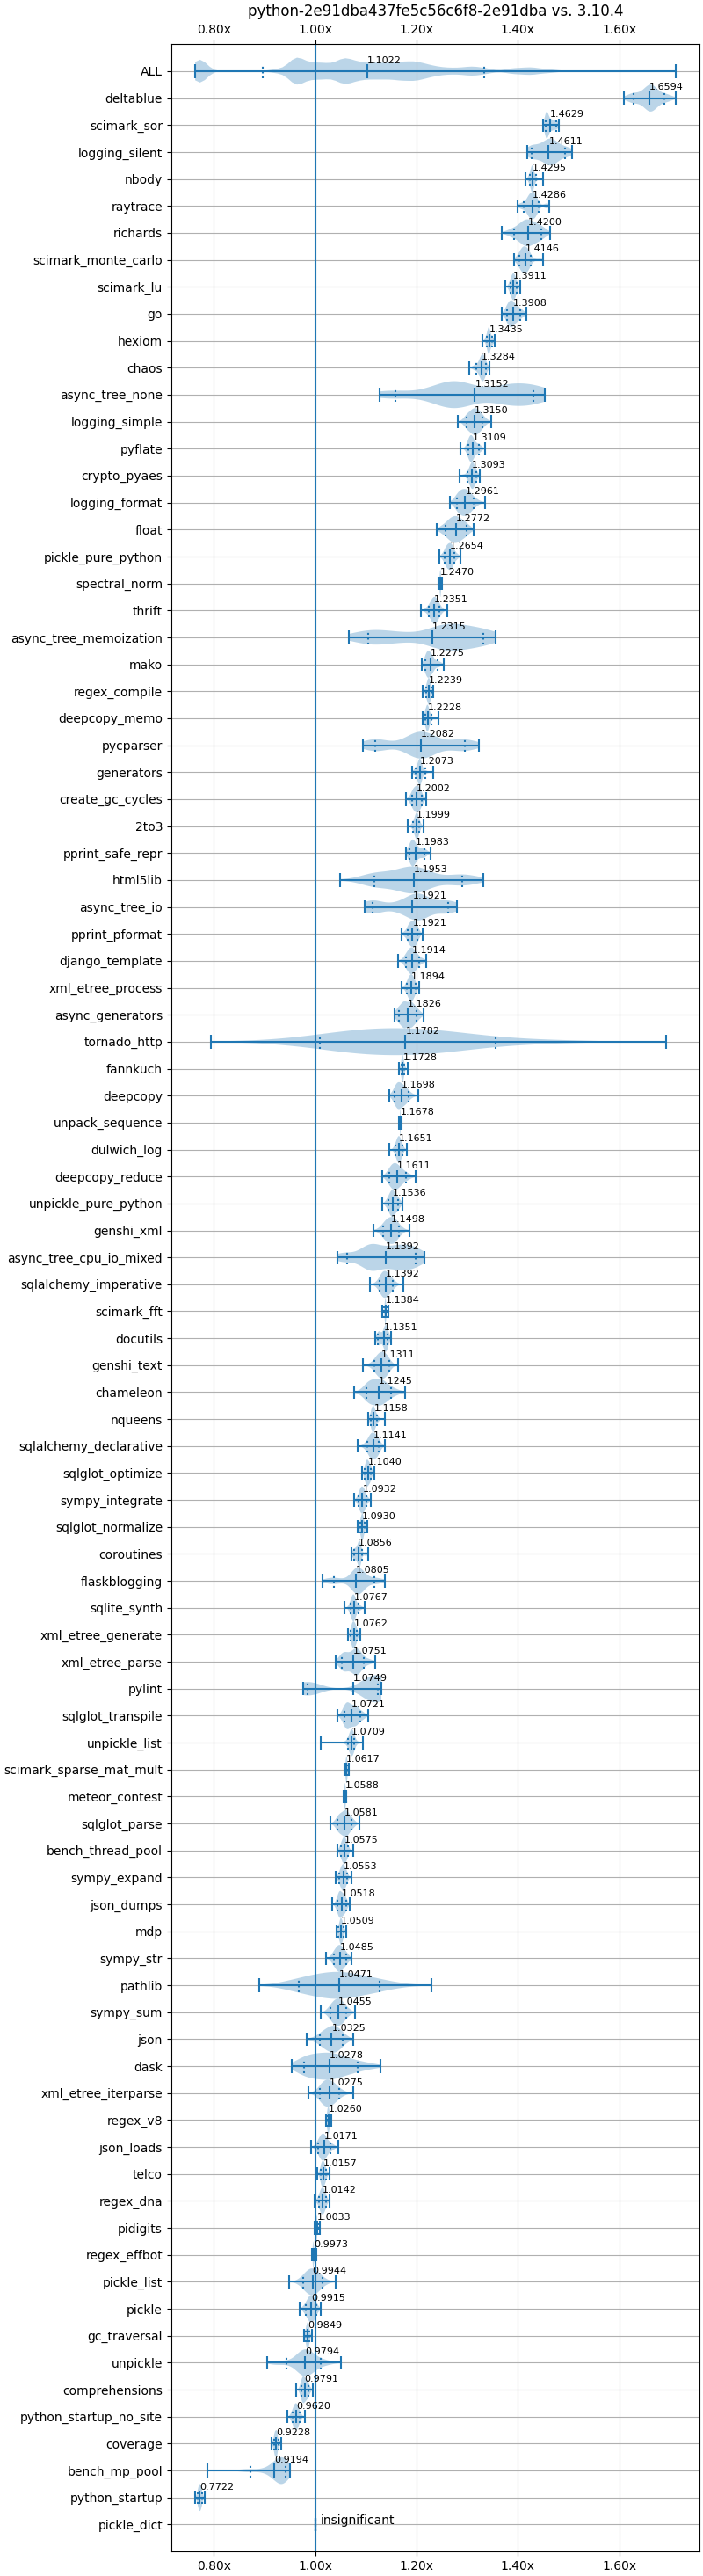 python-2e91dba437fe5c56c6f8-2e91dba vs. 3.10.4
0.80x 1.00x 1.20x 1.40x 1.60x
ALL 1.1022
deltablue 1.6594
scimark_sor 1.4629
logging_silent 1.4611
nbody 1.4295
raytrace 1.4286
richards 1.4200
scimark_monte_carlo 1.4146
scimark_lu 1.3911
go 1.3908
hexiom 1.3435
chaos 1.3284
async_tree_none 1.3152
logging_simple 1.3150
pyflate 1.3109
crypto_pyaes 1.3093
logging_format 1.2961
float 1.2772
pickle_pure_python 1.2654
spectral_norm 1.2470
thrift 1.2351
async_tree_memoization 1.2315
mako 1.2275
regex_compile 1.2239
deepcopy_memo 1.2228
pycparser 1.2082
generators 1.2073
create_gc_cycles 1.2002
2to3 1.1999
pprint_safe_repr 1.1983
html5lib 1.1953
async_tree_io 1.1921
pprint_pformat 1.1921
django_template 1.1914
xml_etree_process 1.1894
async_generators 1.1826
tornado_http 1.1782
fannkuch 1.1728
deepcopy 1.1698
unpack_sequence 1.1678
dulwich_log 1.1651
deepcopy_reduce 1.1611
unpickle_pure_python 1.1536
genshi_xml 1.1498
async_tree_cpu_io_mixed 1.1392
sqlalchemy_imperative 1.1392
scimark_fft 1.1384
docutils 1.1351
genshi_text 1.1311
chameleon 1.1245
nqueens 1.1158
sqlalchemy_declarative 1.1141
sqlglot_optimize 1.1040
sympy_integrate 1.0932
sqlglot_normalize 1.0930
coroutines 1.0856
flaskblogging 1.0805
sqlite_synth 1.0767
xml_etree_generate 1.0762
xml_etree_parse 1.0751
pylint 1.0749
sqlglot_transpile 1.0721
unpickle_list 1.0709
scimark_sparse_mat_mult 1.0617
meteor_contest 1.0588
sqlglot_parse 1.0581
bench_thread_pool 1.0575
sympy_expand 1.0553
json_dumps 1.0518
mdp 1.0509
sympy_str 1.0485
pathlib 1.0471
sympy_sum 1.0455
json 1.0325
dask 1.0278
xml_etree_iterparse 1.0275
regex_v8 1.0260
json_loads 1.0171
telco 1.0157
regex_dna 1.0142
pidigits 1.0033
regex_effbot 0.9973
pickle_list 0.9944
pickle 0.9915
gc_traversal 0.9849
unpickle 0.9794
comprehensions 0.9791
python_startup_no_site 0.9620
coverage 0.9228
bench_mp_pool 0.9194
python_startup 0.7722
pickle_dict insignificant
0.80x 1.00x 1.20x 1.40x 1.60x